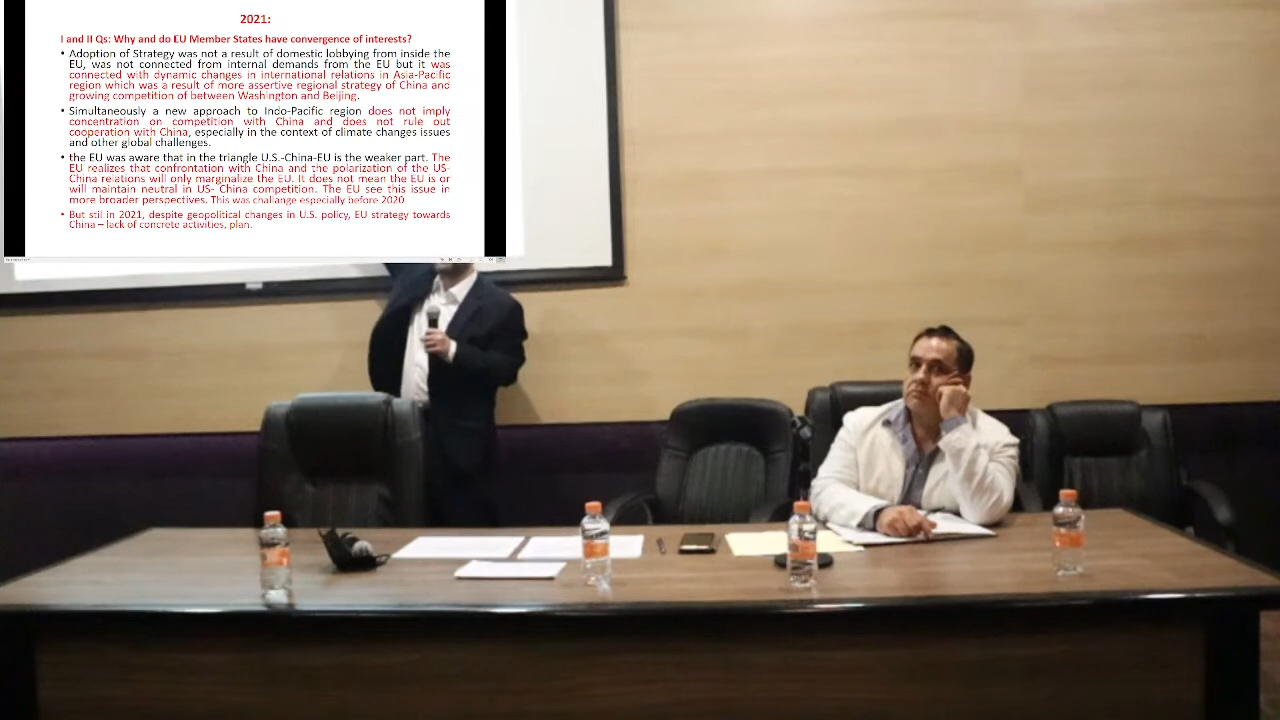 2021:
I and II Qs: Why and do EU Member States have convergence of interests?
• Adoption of Strategy was not a result of domestic lobbying from inside the
EU, was not connected from internal demands from the EU but it was
connected with dynamic changes in international relations in Asia-Pacific
region which was a result of more assertive regional strategy of China and
growing competition of between Washington and Beijing.
• Simultaneously a new approach to Indo-Pacific region does not imply
concentration on competition with China and does not rule out
cooperation with China, especially in the context of climate changes issues
and other global challenges.
• the EU was aware that in the triangle U.S.-China-EU is the weaker part. The
EU realizes that confrontation with China and the polarization of the US-
China relations will only marginalize the EU. It does not mean the EU is or
will maintain neutral in US- China competition. The EU see this issue in
more broader perspectives. This was challange especially before 2020
• But stil in 2021, despite geopolitical changes in U.S. policy, EU strategy towards
China – lack of concrete activities, plan.